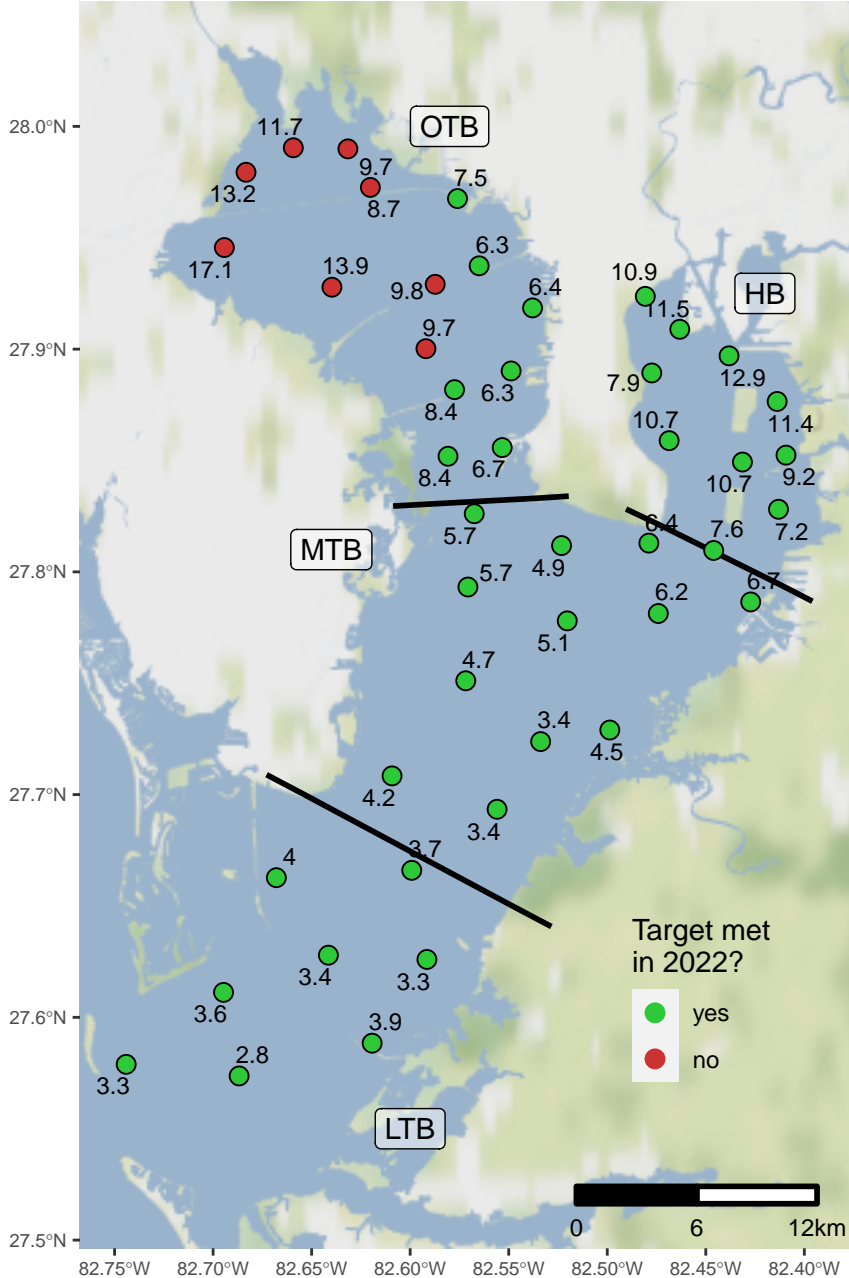 28.0°N
27.9°N
27.8°N
27.7°N
27.6°N
27.5°N
11.7
OTB
9.7
13.2
8.7
7.5
17.1
13.9
9.8
6.3
6.4
10.9
HB
11.5
9.7
6.3
7.9
12.9
8.4
11.4
10.7
8.4
6.7
10.7
9.2
5.7
6.4
7.6
7.2
MTB
4.9
5.7
6.2
6.7
5.1
4.7
3.4
4.5
4.2
3.4
4
3.7
3.4
3.3
3.6
3.9
3.3
2.8
LTB
Target met
in 2022?
yes
no
0 6 12km
82.75°W 82.70°W 82.65°W 82.60°W 82.55°W 82.50°W 82.45°W 82.40°W